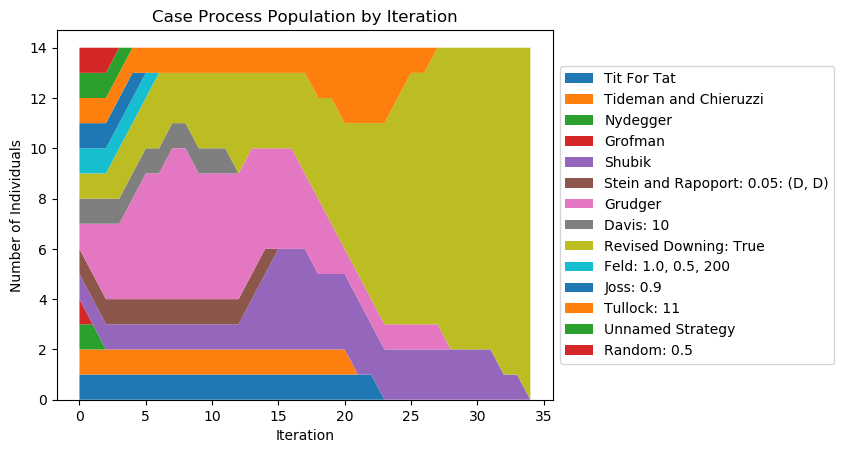 Case Process Population by Iteration
Number of Individuals
14
12
10
8
6
4
2
0
0 5 10 15 20 25 30 35
Iteration
Tit For Tat
Tideman and Chieruzzi
Nydegger
Grofman
Shubik
Stein and Rapoport: 0.05: (D, D)
Grudger
Davis: 10
Revised Downing: True
Feld: 1.0, 0.5, 200
Joss: 0.9
Tullock: 11
Unnamed Strategy
Random: 0.5